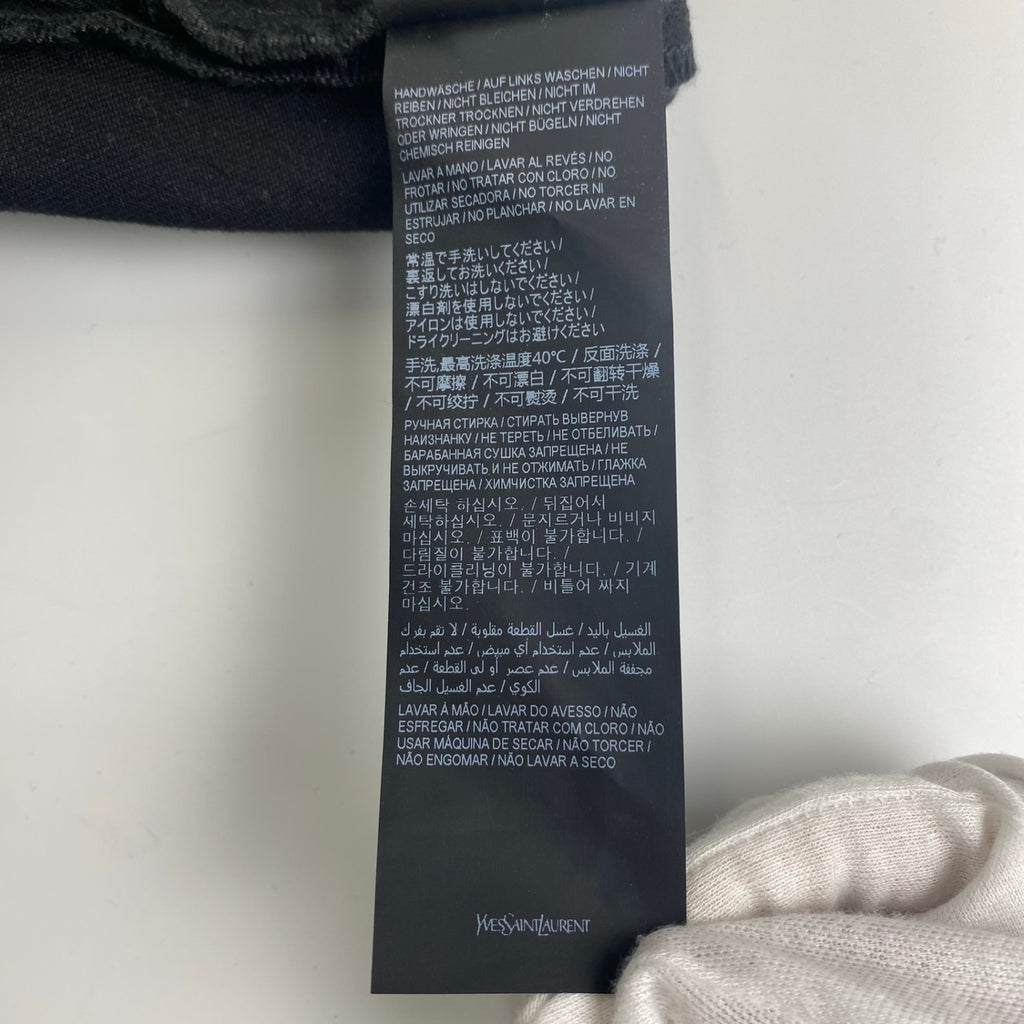 HANDWÄSCHE / AUF LINKS WASCHEN / NICHT
REIBEN / NICHT BLEICHEN / NICHT IM
TROCKNER TROCKNEN / NICHT VERDREHEN
ODER WRINGEN / NICHT BÜGELN / NICHT
CHEMISCH REINIGEN
LAVAR A MANO / LAVAR AL REVÉS / NO
FROTAR / NO TRATAR CON CLORO / NO
UTILIZAR SECADORA / NO TORCER NI
ESTRUJAR / NO PLANCHAR / NO LAVAR EN
SECO
常温で手洗いしてください /
裏返してお洗いください /
こすり洗いはしないでください /
漂白剤を使用しないでください /
アイロンは使用しないでください /
ドライクリーニングはお避けください
手洗,最高洗涤温度40°C / 反面洗涤 /
不可摩擦 / 不可漂白 / 不可翻转干燥
/ 不可绞拧 / 不可熨烫 / 不可干洗
РУЧНАЯ СТИРКА / СТИРАТЬ ВЫВЕРНУВ
НАИЗНАНКУ / НЕ ТЕРЕТЬ / НЕ ОТБЕЛИВАТЬ /
БАРАБАННАЯ СУШКА ЗАПРЕЩЕНА / НЕ
ВЫКРУЧИВАТЬ И НЕ ОТЖИМАТЬ / ГЛАЖКА
ЗАПРЕЩЕНА / ХИМЧИСТКА ЗАПРЕЩЕНА
손세탁 하십시오. / 뒤집어서
세탁하십시오. / 문지르거나 비비지
마십시오. / 표백이 불가합니다. /
다림질이 불가합니다. /
드라이클리닝이 불가합니다. / 기계
건조 불가합니다. / 비틀어 짜지
마십시오.
الغسيل باليد / غسل القطعة مقلوبة / لا تقم بفرك
الملابس / عدم استخدام أي مبيض / عدم استخدام
مجففة الملابس / عدم عصر أو لي القطعة / عدم
الكوي / عدم الغسيل الجاف
LAVAR À MÃO / LAVAR DO AVESSO / NÃO
ESFREGAR / NÃO TRATAR COM CLORO / NÃO
USAR MÁQUINA DE SECAR / NÃO TORCER /
NÃO ENGOMAR / NÃO LAVAR A SECO
YVESSAINTLAURENT